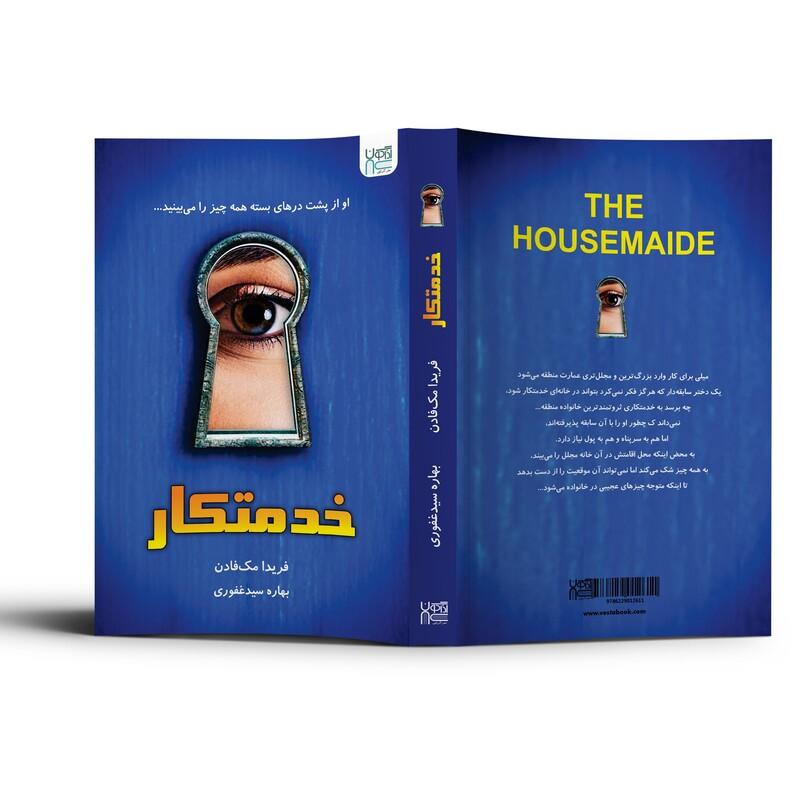 او از پشت درهای بسته همه چیز را می‌بینید...
خدمتکار
فریدا مک‌فادن
بهاره سیدغفوری
خدمتکار
فریدا مک‌فادن
بهاره سیدغفوری
THE
HOUSEMAIDE
میلی برای کار وارد بزرگ‌ترین و مجلل‌تری عمارت منطقه می‌شود
یک دختر سابقه‌دار که هرگز فکر نمی‌کرد بتواند در خانه‌ای خدمتکار شود،
چه برسد به خدمتکاری ثروتمندترین خانواده منطقه...
نمی‌داند ک چطور او را با آن سابقه پذیرفته‌اند،
اما هم به سرپناه و هم به پول نیاز دارد.
به محض اینکه محل اقامتش در آن خانه مجلل را می‌بیند،
به همه چیز شک می‌کند اما نمی‌تواند آن موقعیت را از دست بدهد
تا اینکه متوجه چیزهای عجیبی در خانواده می‌شود...
9786229812611
www.vestabook.com